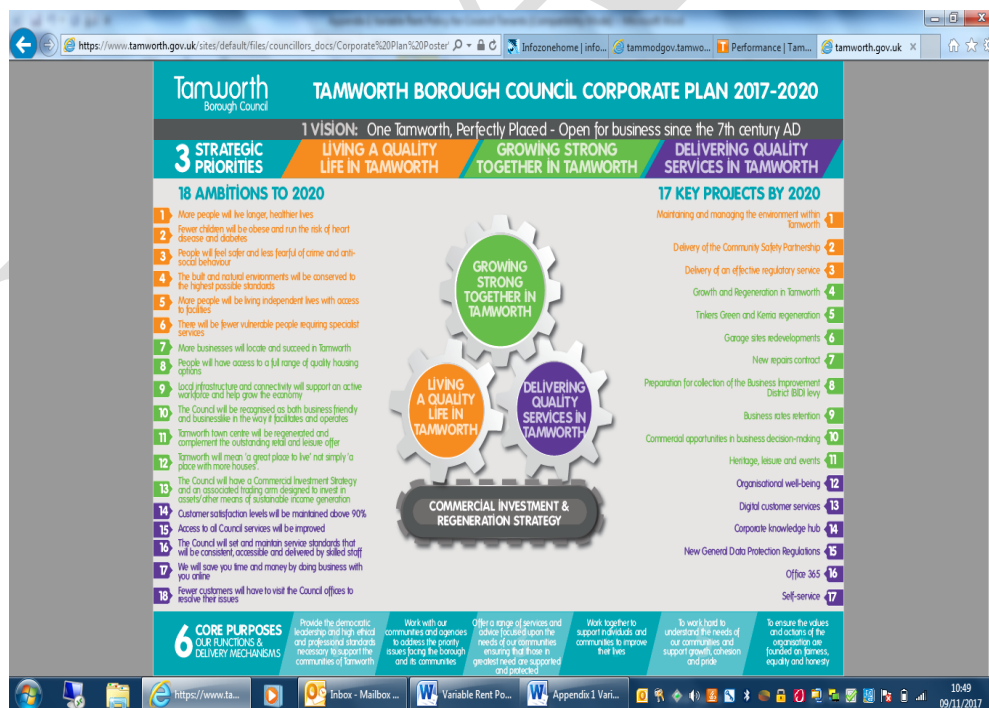 https://www.tamworth.gov.uk/sites/default/files/councillors_docs/Corporate%20Plan%20Poster
Infozonehome | info...
tammodgov.tamwo...
Performance | Tam...
tamworth.gov.uk
Tamworth
Borough Council
TAMWORTH BOROUGH COUNCIL CORPORATE PLAN 2017-2020
1 VISION: One Tamworth, Perfectly Placed - Open for business since the 7th century AD
3 STRATEGIC
PRIORITIES
LIVING A QUALITY
LIFE IN TAMWORTH
GROWING STRONG
TOGETHER IN TAMWORTH
DELIVERING QUALITY
SERVICES IN TAMWORTH
18 AMBITIONS TO 2020
1 More people will live longer, healthier lives
2 Fewer children will be obese and run the risk of heart
disease and diabetes
3 People will feel safer and less fearful of crime and anti-
social behaviour
4 The built and natural environments will be conserved to
the highest possible standards
5 More people will be living independent lives with access
to facilities
6 There will be fewer vulnerable people requiring specialist
services
7 More businesses will locate and succeed in Tamworth
8 People will have access to a full range of quality housing
options
9 Local infrastructure and connectivity will support an active
workforce and help grow the economy
10 The Council will be recognised as both business friendly
and businesslike in the way it facilitates and operates
11 Tamworth town centre will be regenerated and
complement the outstanding retail and leisure offer
12 Tamworth will mean 'a great place to live' not simply 'a
place with more houses'.
13 The Council will have a Commercial Investment Strategy
and an associated trading arm designed to invest in
assets/other means of sustainable income generation
14 Customer satisfaction levels will be maintained above 90%
15 Access to all Council services will be improved
16 The Council will set and maintain service standards that
will be consistent, accessible and delivered by skilled staff
17 We will save you time and money by doing business with
you online
18 Fewer customers will have to visit the Council offices to
resolve their issues
GROWING
STRONG
TOGETHER IN
TAMWORTH
LIVING
A QUALITY
LIFE IN
TAMWORTH
DELIVERING
QUALITY
SERVICES IN
TAMWORTH
COMMERCIAL INVESTMENT &
REGENERATION STRATEGY
17 KEY PROJECTS BY 2020
Maintaining and managing the environment within
Tamworth 1
Delivery of the Community Safety Partnership 2
Delivery of an effective regulatory service 3
Growth and Regeneration in Tamworth 4
Tinkers Green and Kerria regeneration 5
Garage sites redevelopments 6
New repairs contract 7
Preparation for collection of the Business Improvement
District (BID) levy 8
Business rates retention 9
Commercial opportunities in business decision-making 10
Heritage, leisure and events 11
Organisational well-being 12
Digital customer services 13
Corporate knowledge hub 14
New General Data Protection Regulations 15
Office 365 16
Self-service 17
6 CORE PURPOSES
OUR FUNCTIONS &
DELIVERY MECHANISMS
Provide the democratic
leadership and high ethical
and professional standards
necessary to support the
communities of Tamworth
Work with our
communities and agencies
to address the priority
issues facing the borough
and its communities
Offer a range of services and
advice focused upon the
needs of our communities
ensuring that those in
greatest need are supported
and protected
Work together to
support individuals and
communities to improve
their lives
To work hard to
understand the needs of
our communities and
support growth, cohesion
and pride
To ensure the values
and actions of the
organisation are
founded on fairness,
equality and honesty
https://www.ta...
Inbox - Mailbox ...
Variable Rent Po...
Appendix 1 Vari...
10:49
09/11/2017